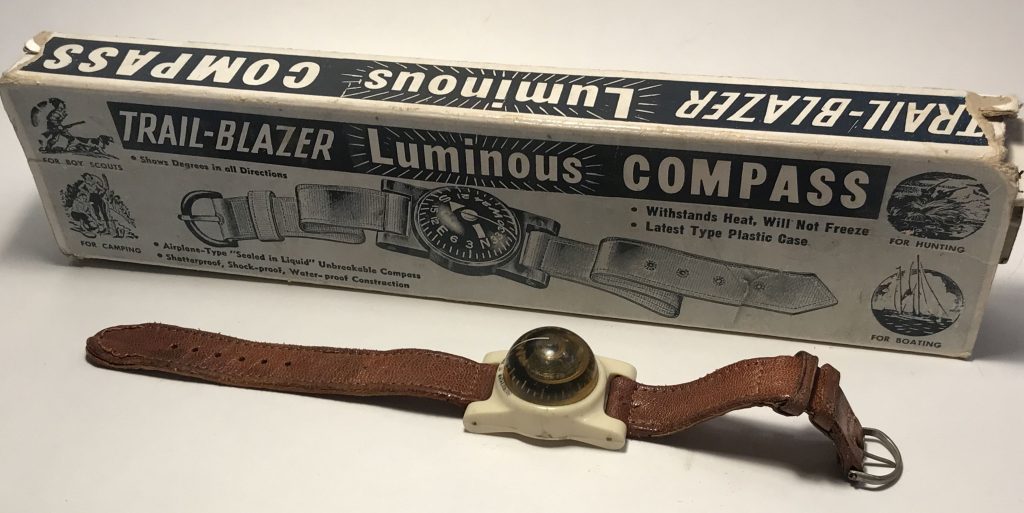 TRAIL-BLAZER Luminous COMPASS
TRAIL-BLAZER Luminous COMPASS
FOR BOY SCOUTS
• Shows Degrees in all Directions
FOR CAMPING
• Airplane-Type "Sealed in Liquid" Unbreakable Compass
• Shatterproof, Shock-proof, Water-proof Construction
E 6 3 N
• Withstands Heat, Will Not Freeze
• Latest Type Plastic Case
FOR HUNTING
FOR BOATING